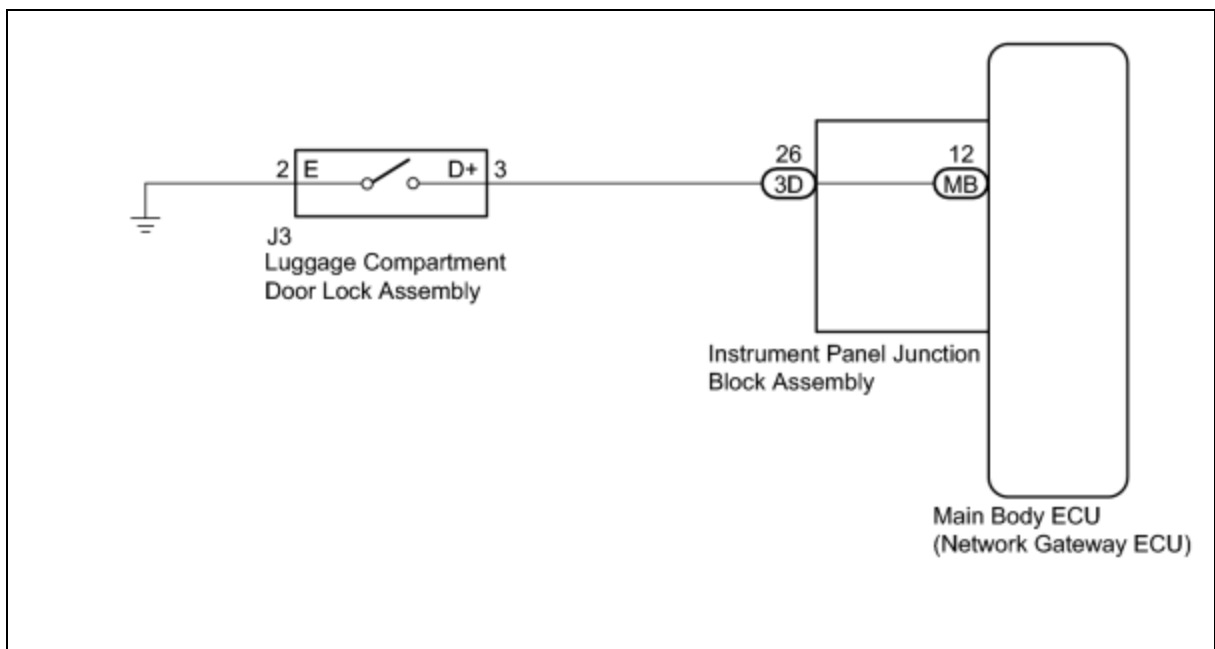 26 12
2 E D+ 3
3D MB
J3
Luggage Compartment
Door Lock Assembly
Instrument Panel Junction
Block Assembly
Main Body ECU
(Network Gateway ECU)